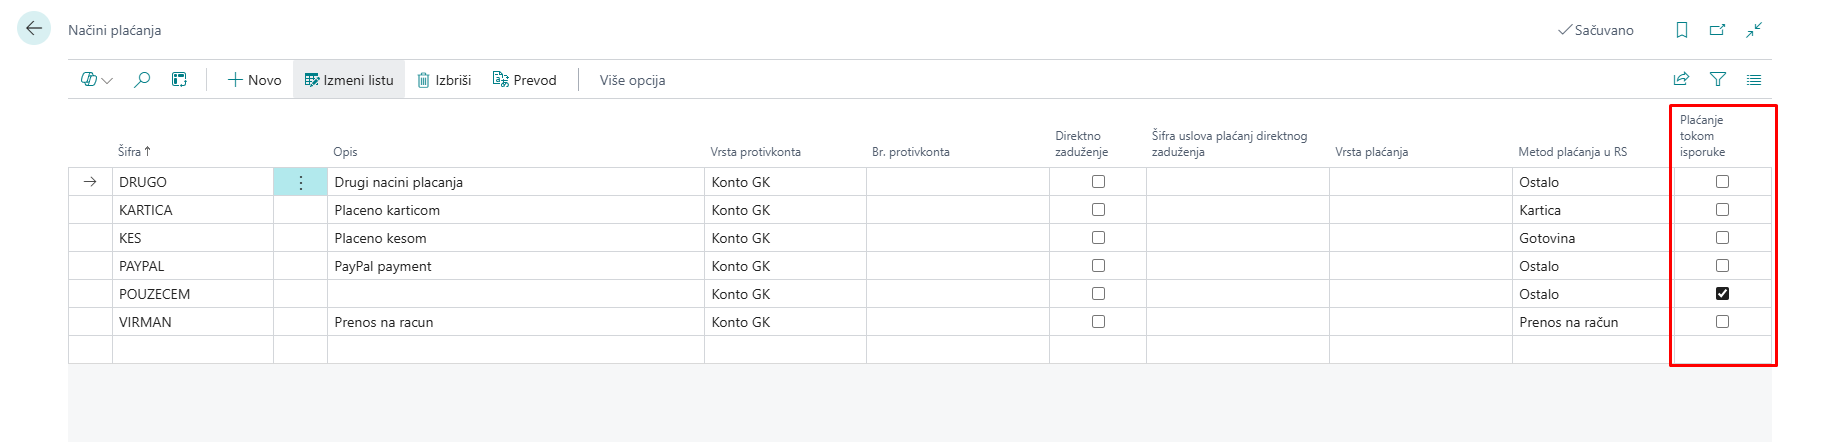 Načini plaćanja
Sačuvano
Novo Izmeni listu Izbriši Prevod Više opcija
Šifra ↑ Opis Vrsta protivkonta Br. protivkonta Direktno zaduženje Šifra uslova plaćanj direktnog zaduženja Vrsta plaćanja Metod plaćanja u RS Plaćanje tokom isporuke
DRUGO Drugi nacini placanja Konto GK Ostalo
KARTICA Placeno karticom Konto GK Kartica
KES Placeno kesom Konto GK Gotovina
PAYPAL PayPal payment Konto GK Ostalo
POUZECEM Konto GK Ostalo
VIRMAN Prenos na racun Konto GK Prenos na račun